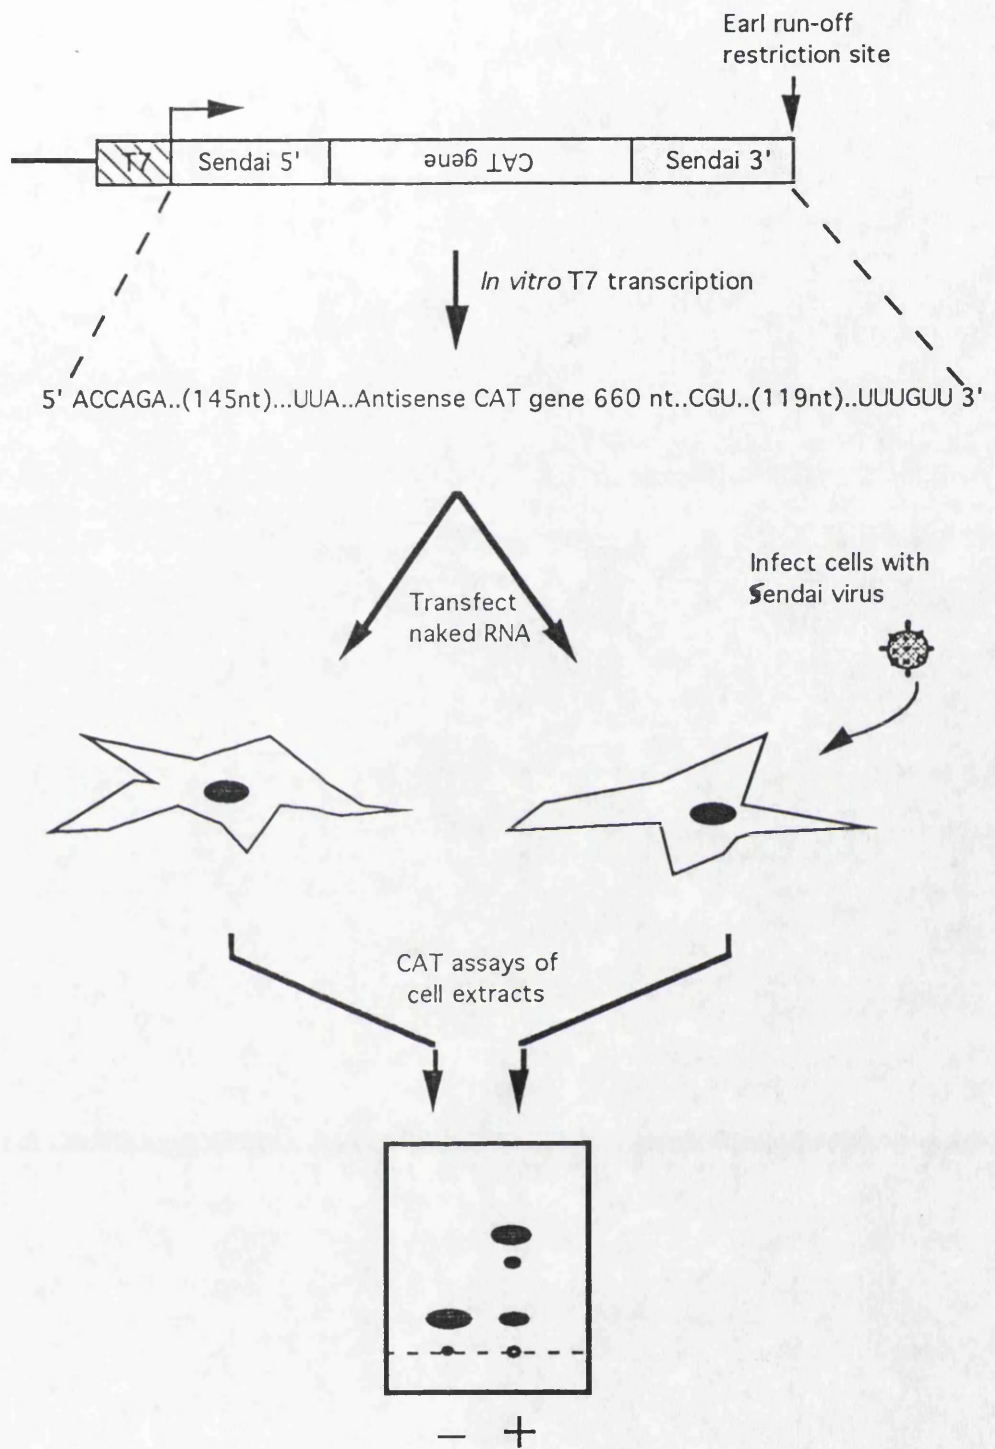 Earl run-off
restriction site
T7
Sendai 5'
CAT gene
Sendai 3'
In vitro T7 transcription
5' ACCAGA..(145nt)...UUA..Antisense CAT gene 660 nt..CGU..(119nt)..UUUGUU 3'
Infect cells with
Sendai virus
Transfect
naked RNA
CAT assays of
cell extracts
− +